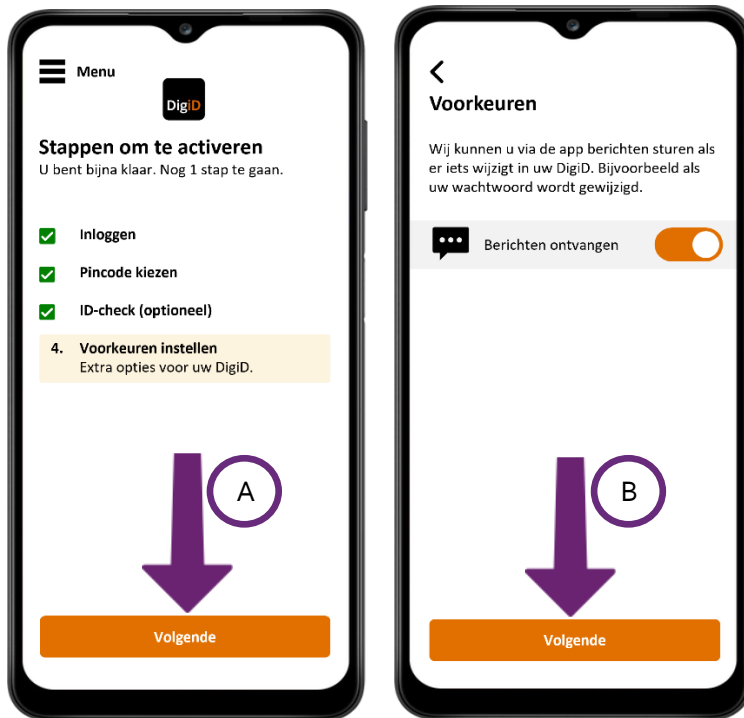 Menu
DigiD
Stappen om te activeren
U bent bijna klaar. Nog 1 stap te gaan.
Inloggen
Pincode kiezen
ID-check (optioneel)
4. Voorkeuren instellen
Extra opties voor uw DigiD.
A
Volgende
Voorkeuren
Wij kunnen u via de app berichten sturen als
er iets wijzigt in uw DigiD. Bijvoorbeeld als
uw wachtwoord wordt gewijzigd.
Berichten ontvangen
B
Volgende